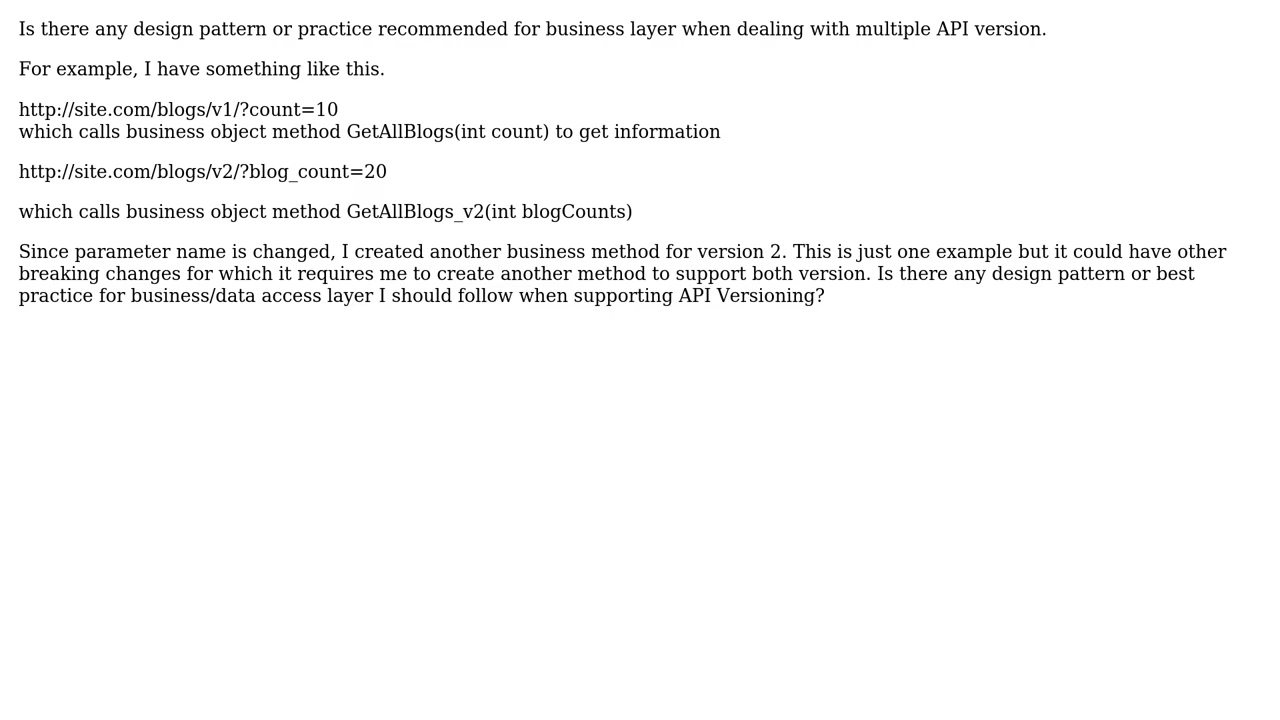 Is there any design pattern or practice recommended for business layer when dealing with multiple API version.
For example, I have something like this.
http://site.com/blogs/v1/?count=10
which calls business object method GetAllBlogs(int count) to get information
http://site.com/blogs/v2/?blog_count=20
which calls business object method GetAllBlogs_v2(int blogCounts)
Since parameter name is changed, I created another business method for version 2. This is just one example but it could have other
breaking changes for which it requires me to create another method to support both version. Is there any design pattern or best
practice for business/data access layer I should follow when supporting API Versioning?